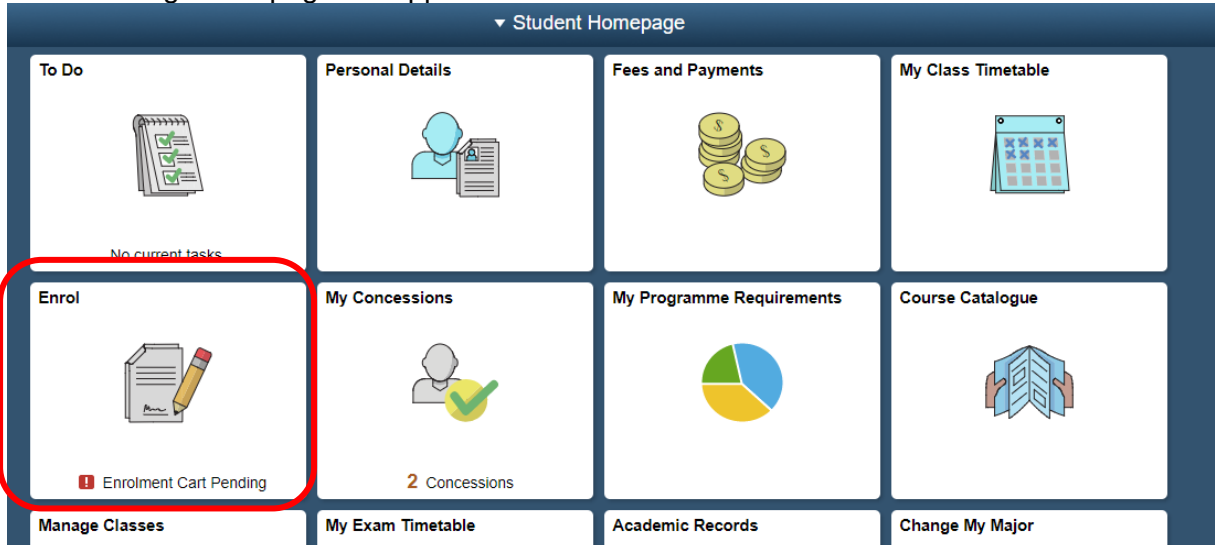 Student Homepage
To Do
Personal Details
Fees and Payments
My Class Timetable
No current tasks
Enrol
My Concessions
My Programme Requirements
Course Catalogue
Enrolment Cart Pending
2 Concessions
Manage Classes
My Exam Timetable
Academic Records
Change My Major